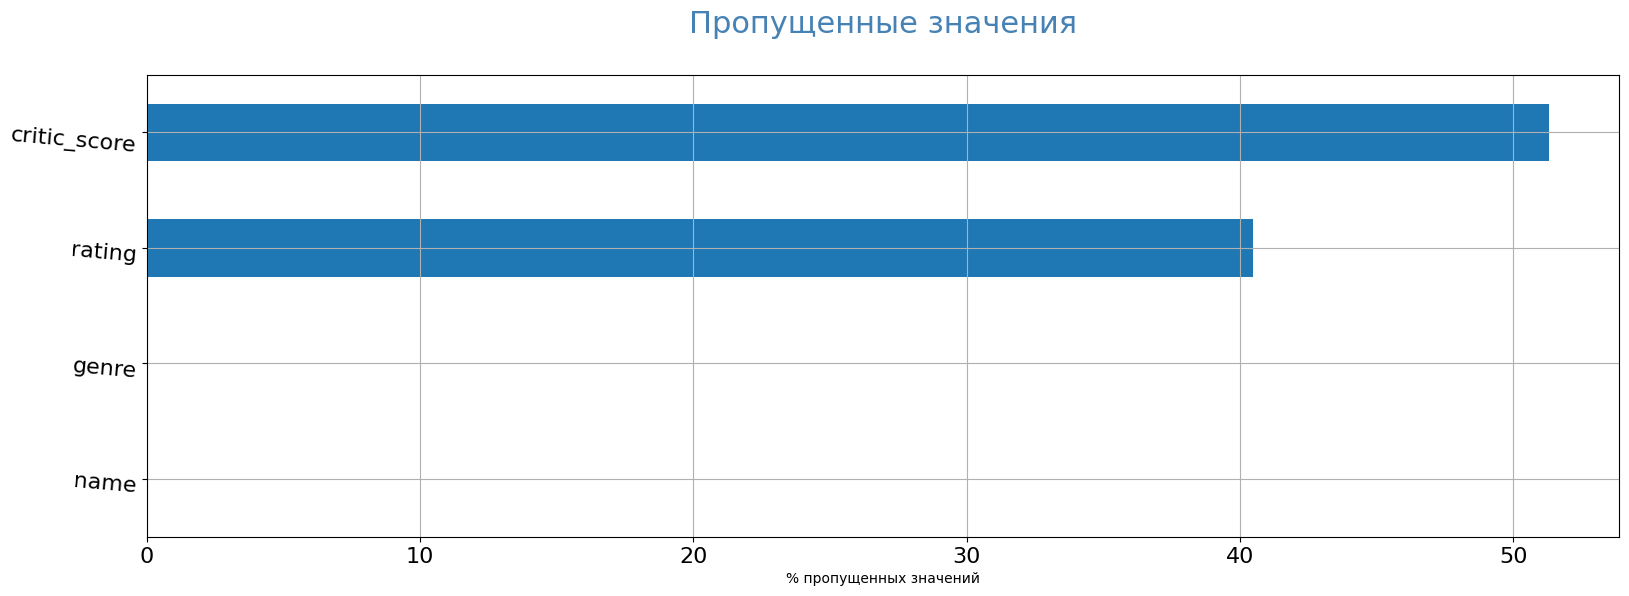 Пропущенные значения
critic_score
rating
genre
name
0 10 20 30 40 50
% пропущенных значений